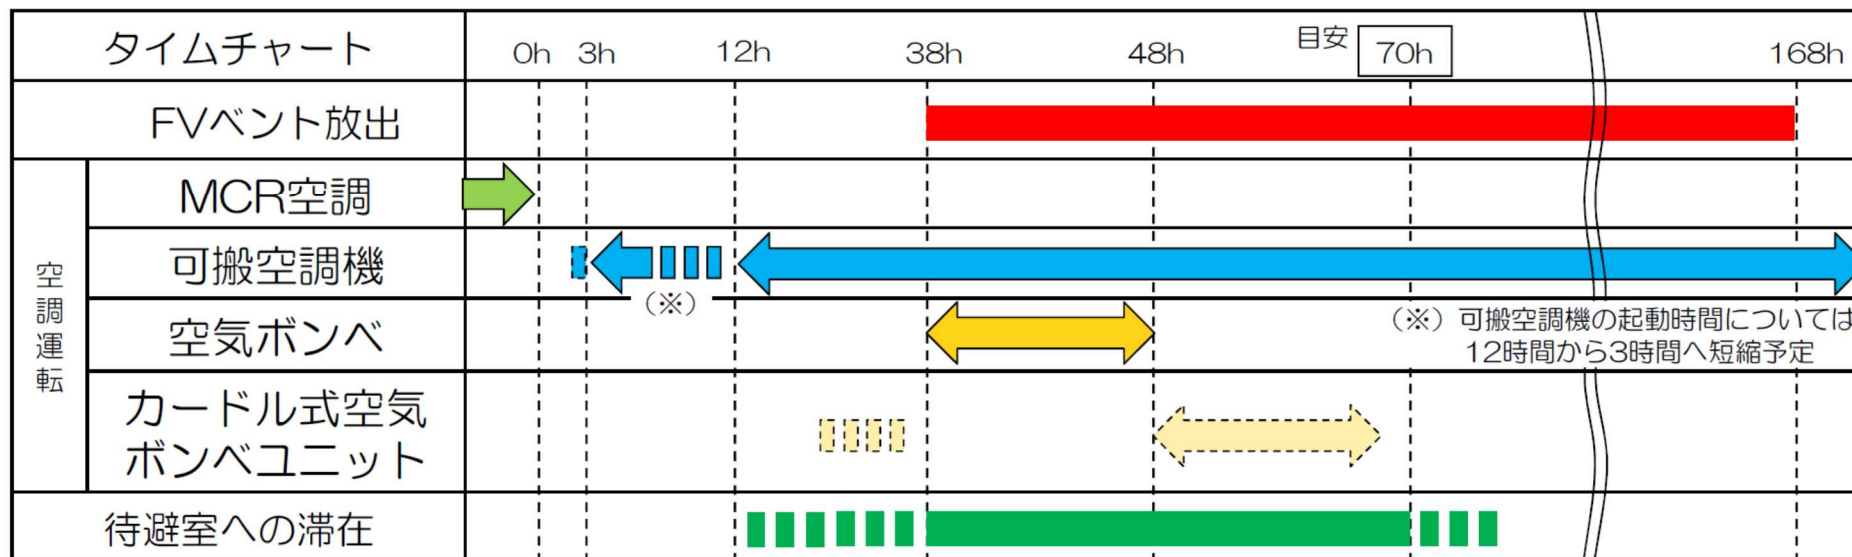 タイムチャート 0h 3h 12h 38h 48h 目安 70h 168h
FVベント放出
空調運転
MCR空調
可搬空調機
（※）
空気ボンベ
（※）可搬空調機の起動時間については
12時間から3時間へ短縮予定
カードル式空気
ボンベユニット
待避室への滞在